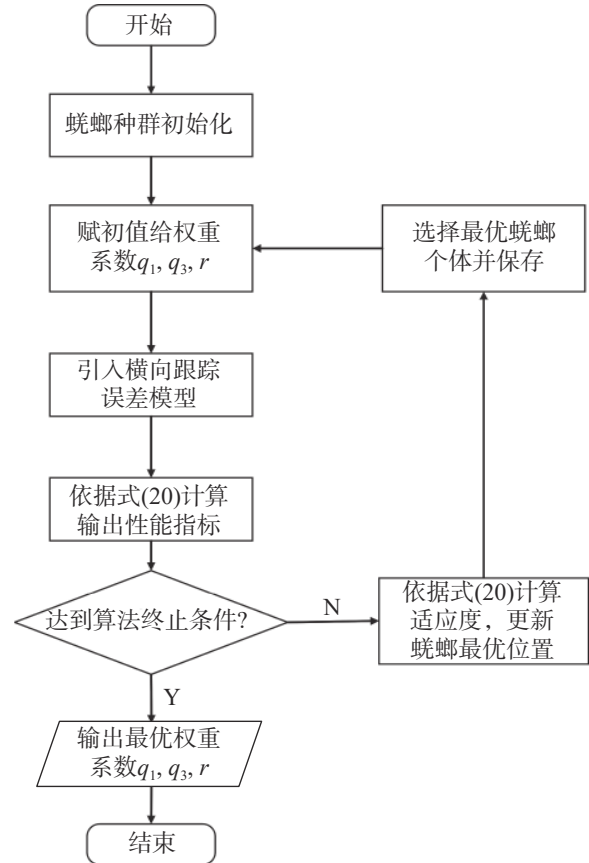 开始
蜣螂种群初始化
赋初值给权重
系数q₁, q₃, r
选择最优蜣螂
个体并保存
引入横向跟踪
误差模型
依据式(20)计算
输出性能指标
达到算法终止条件?
N
依据式(20)计算
适应度，更新
蜣螂最优位置
Y
输出最优权重
系数q₁, q₃, r
结束